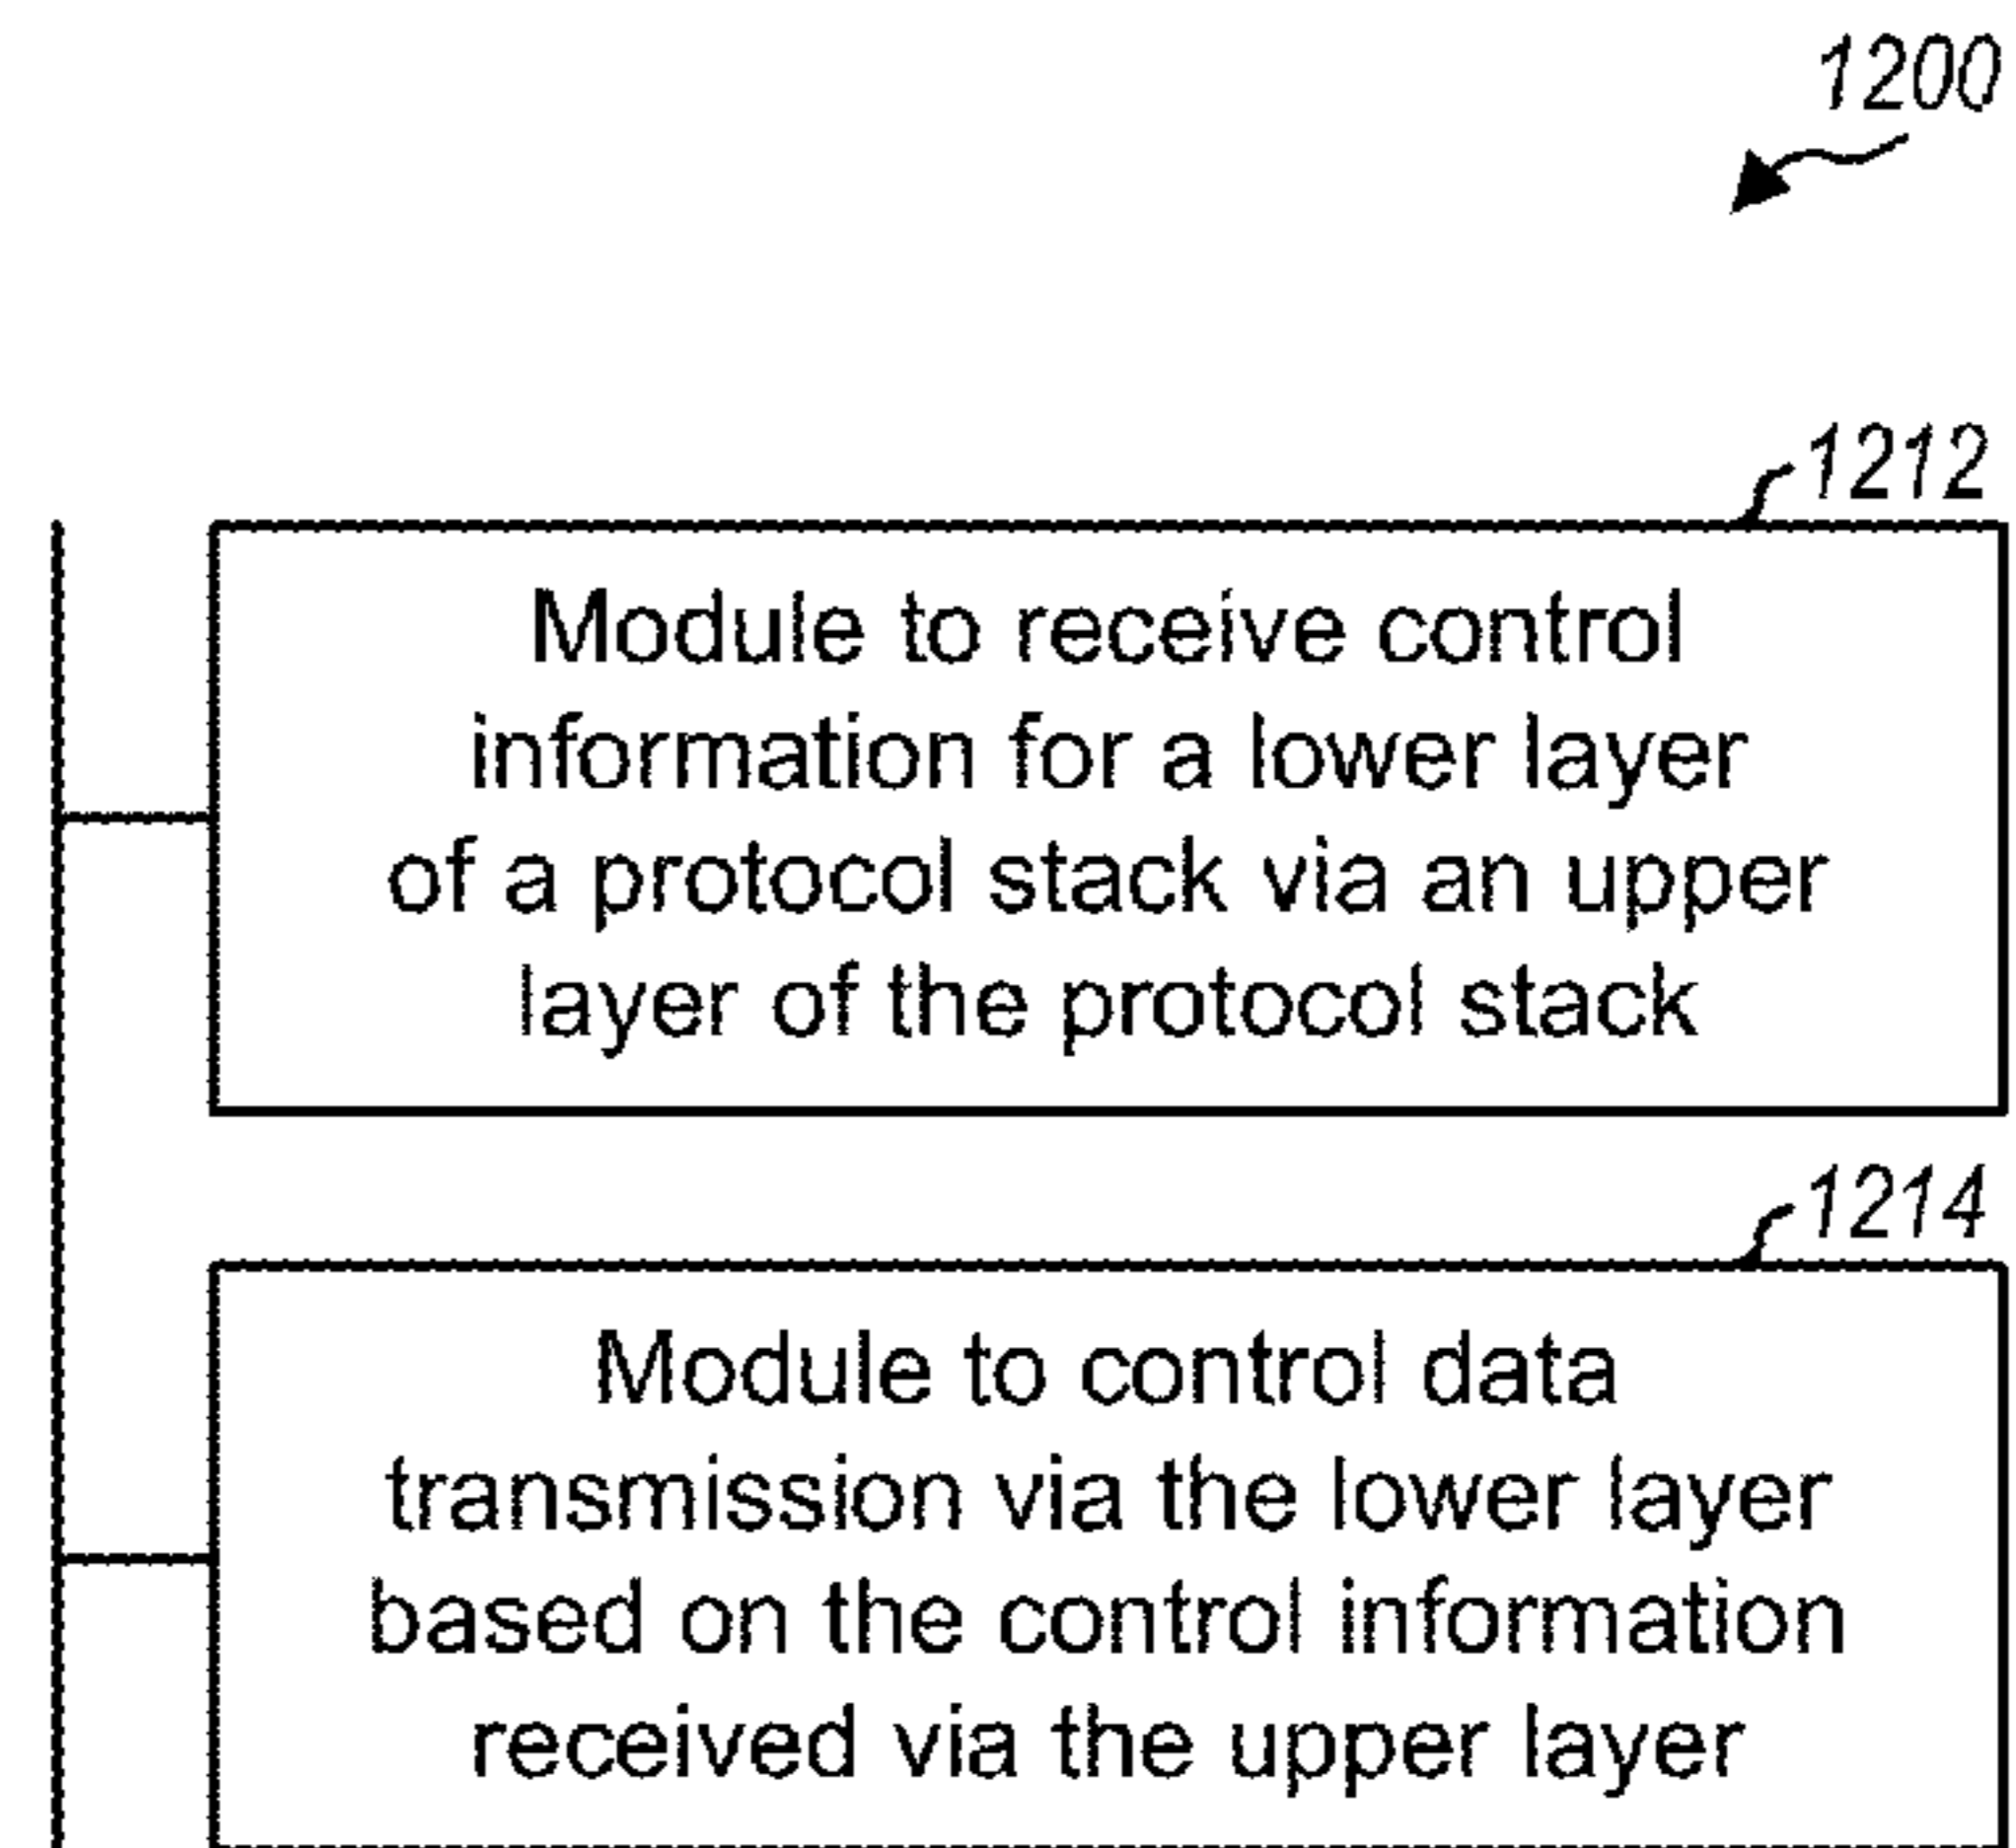 1200
1212
Module to receive control
information for a lower layer
of a protocol stack via an upper
layer of the protocol stack
1214
Module to control data
transmission via the lower layer
based on the control information
received via the upper layer